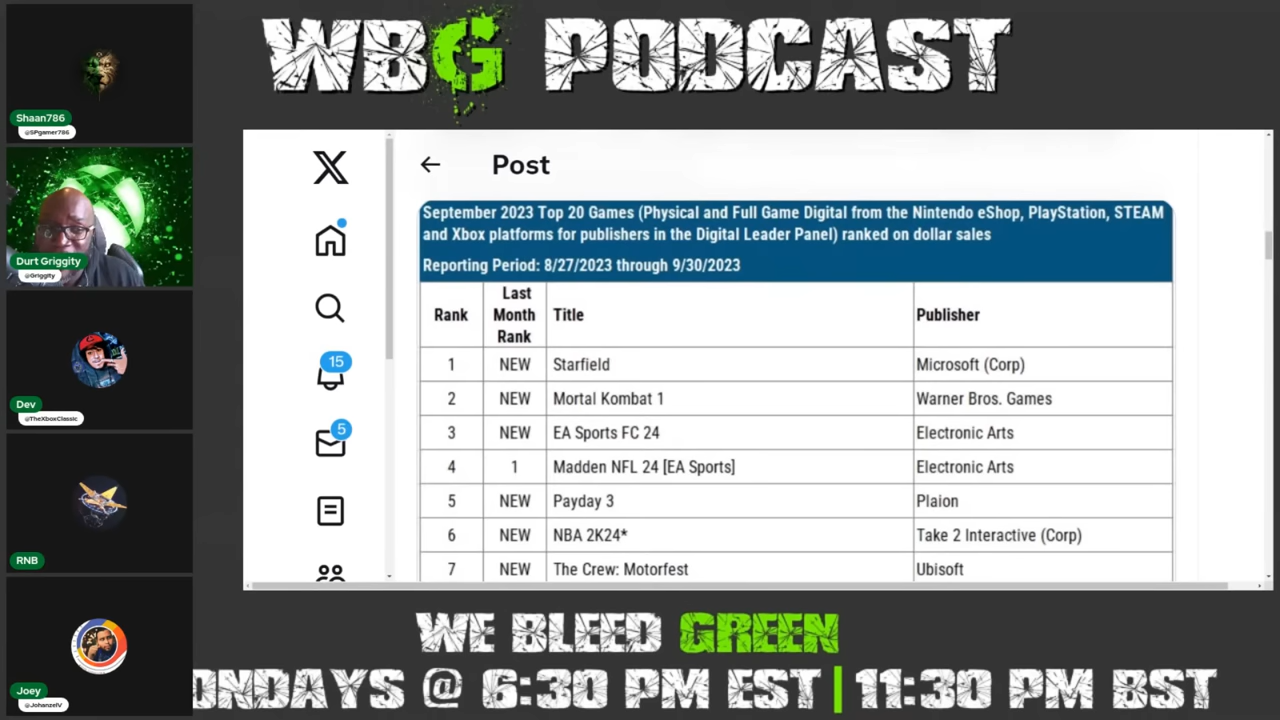 WBG PODCAST
Shaan786
@SPgamer786
Durt Griggity
@Griggity
Dev
@TheXboxClassic
RNB
Joey
@JohanzelV
Post
15
5
September 2023 Top 20 Games (Physical and Full Game Digital from the Nintendo eShop, PlayStation, STEAM
and Xbox platforms for publishers in the Digital Leader Panel) ranked on dollar sales
Reporting Period: 8/27/2023 through 9/30/2023
Rank Last Month Rank Title Publisher
1 NEW Starfield Microsoft (Corp)
2 NEW Mortal Kombat 1 Warner Bros. Games
3 NEW EA Sports FC 24 Electronic Arts
4 1 Madden NFL 24 [EA Sports] Electronic Arts
5 NEW Payday 3 Plaion
6 NEW NBA 2K24* Take 2 Interactive (Corp)
7 NEW The Crew: Motorfest Ubisoft
WE BLEED GREEN
ONDAYS @ 6:30 PM EST | 11:30 PM BST